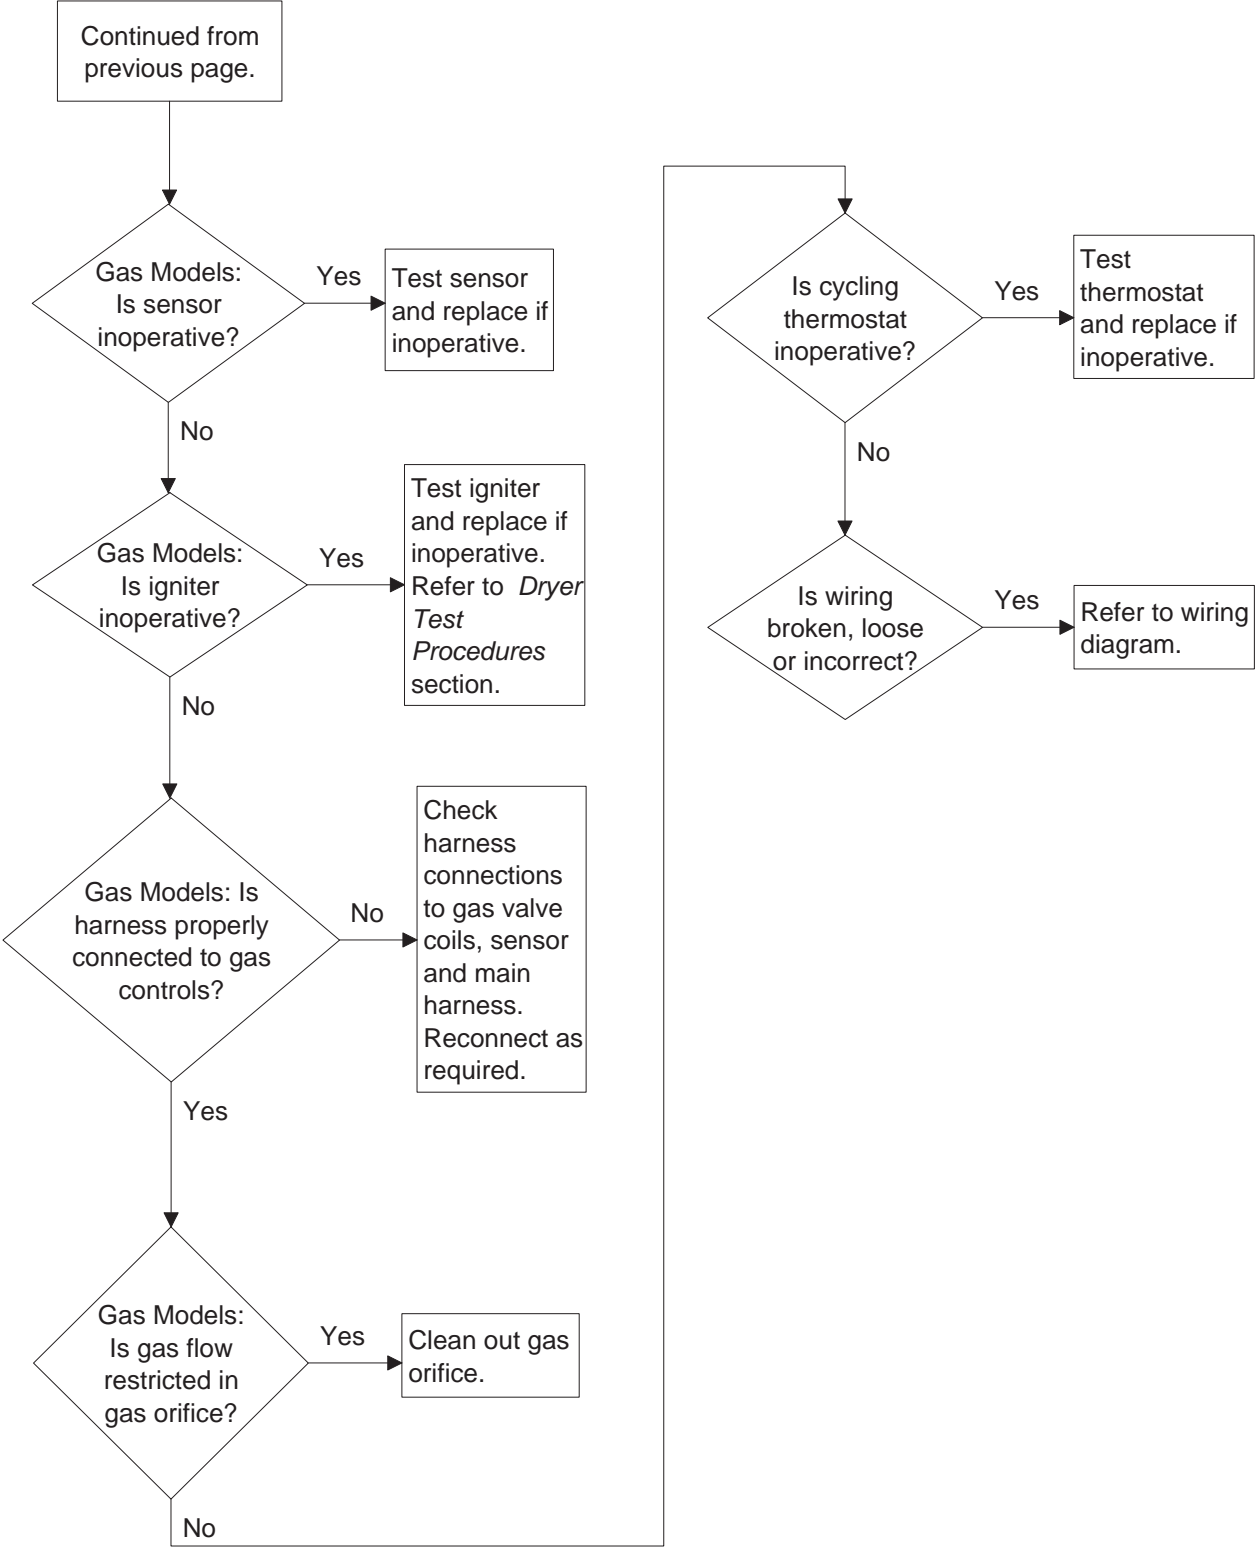 Continued from
previous page.
Gas Models:
Is sensor
inoperative?
Yes
Test sensor
and replace if
inoperative.
No
Gas Models:
Is igniter
inoperative?
Yes
Test igniter
and replace if
inoperative.
Refer to Dryer
Test
Procedures
section.
No
Gas Models: Is
harness properly
connected to gas
controls?
No
Check
harness
connections
to gas valve
coils, sensor
and main
harness.
Reconnect as
required.
Yes
Gas Models:
Is gas flow
restricted in
gas orifice?
Yes
Clean out gas
orifice.
No
Is cycling
thermostat
inoperative?
Yes
Test
thermostat
and replace if
inoperative.
No
Is wiring
broken, loose
or incorrect?
Yes
Refer to wiring
diagram.